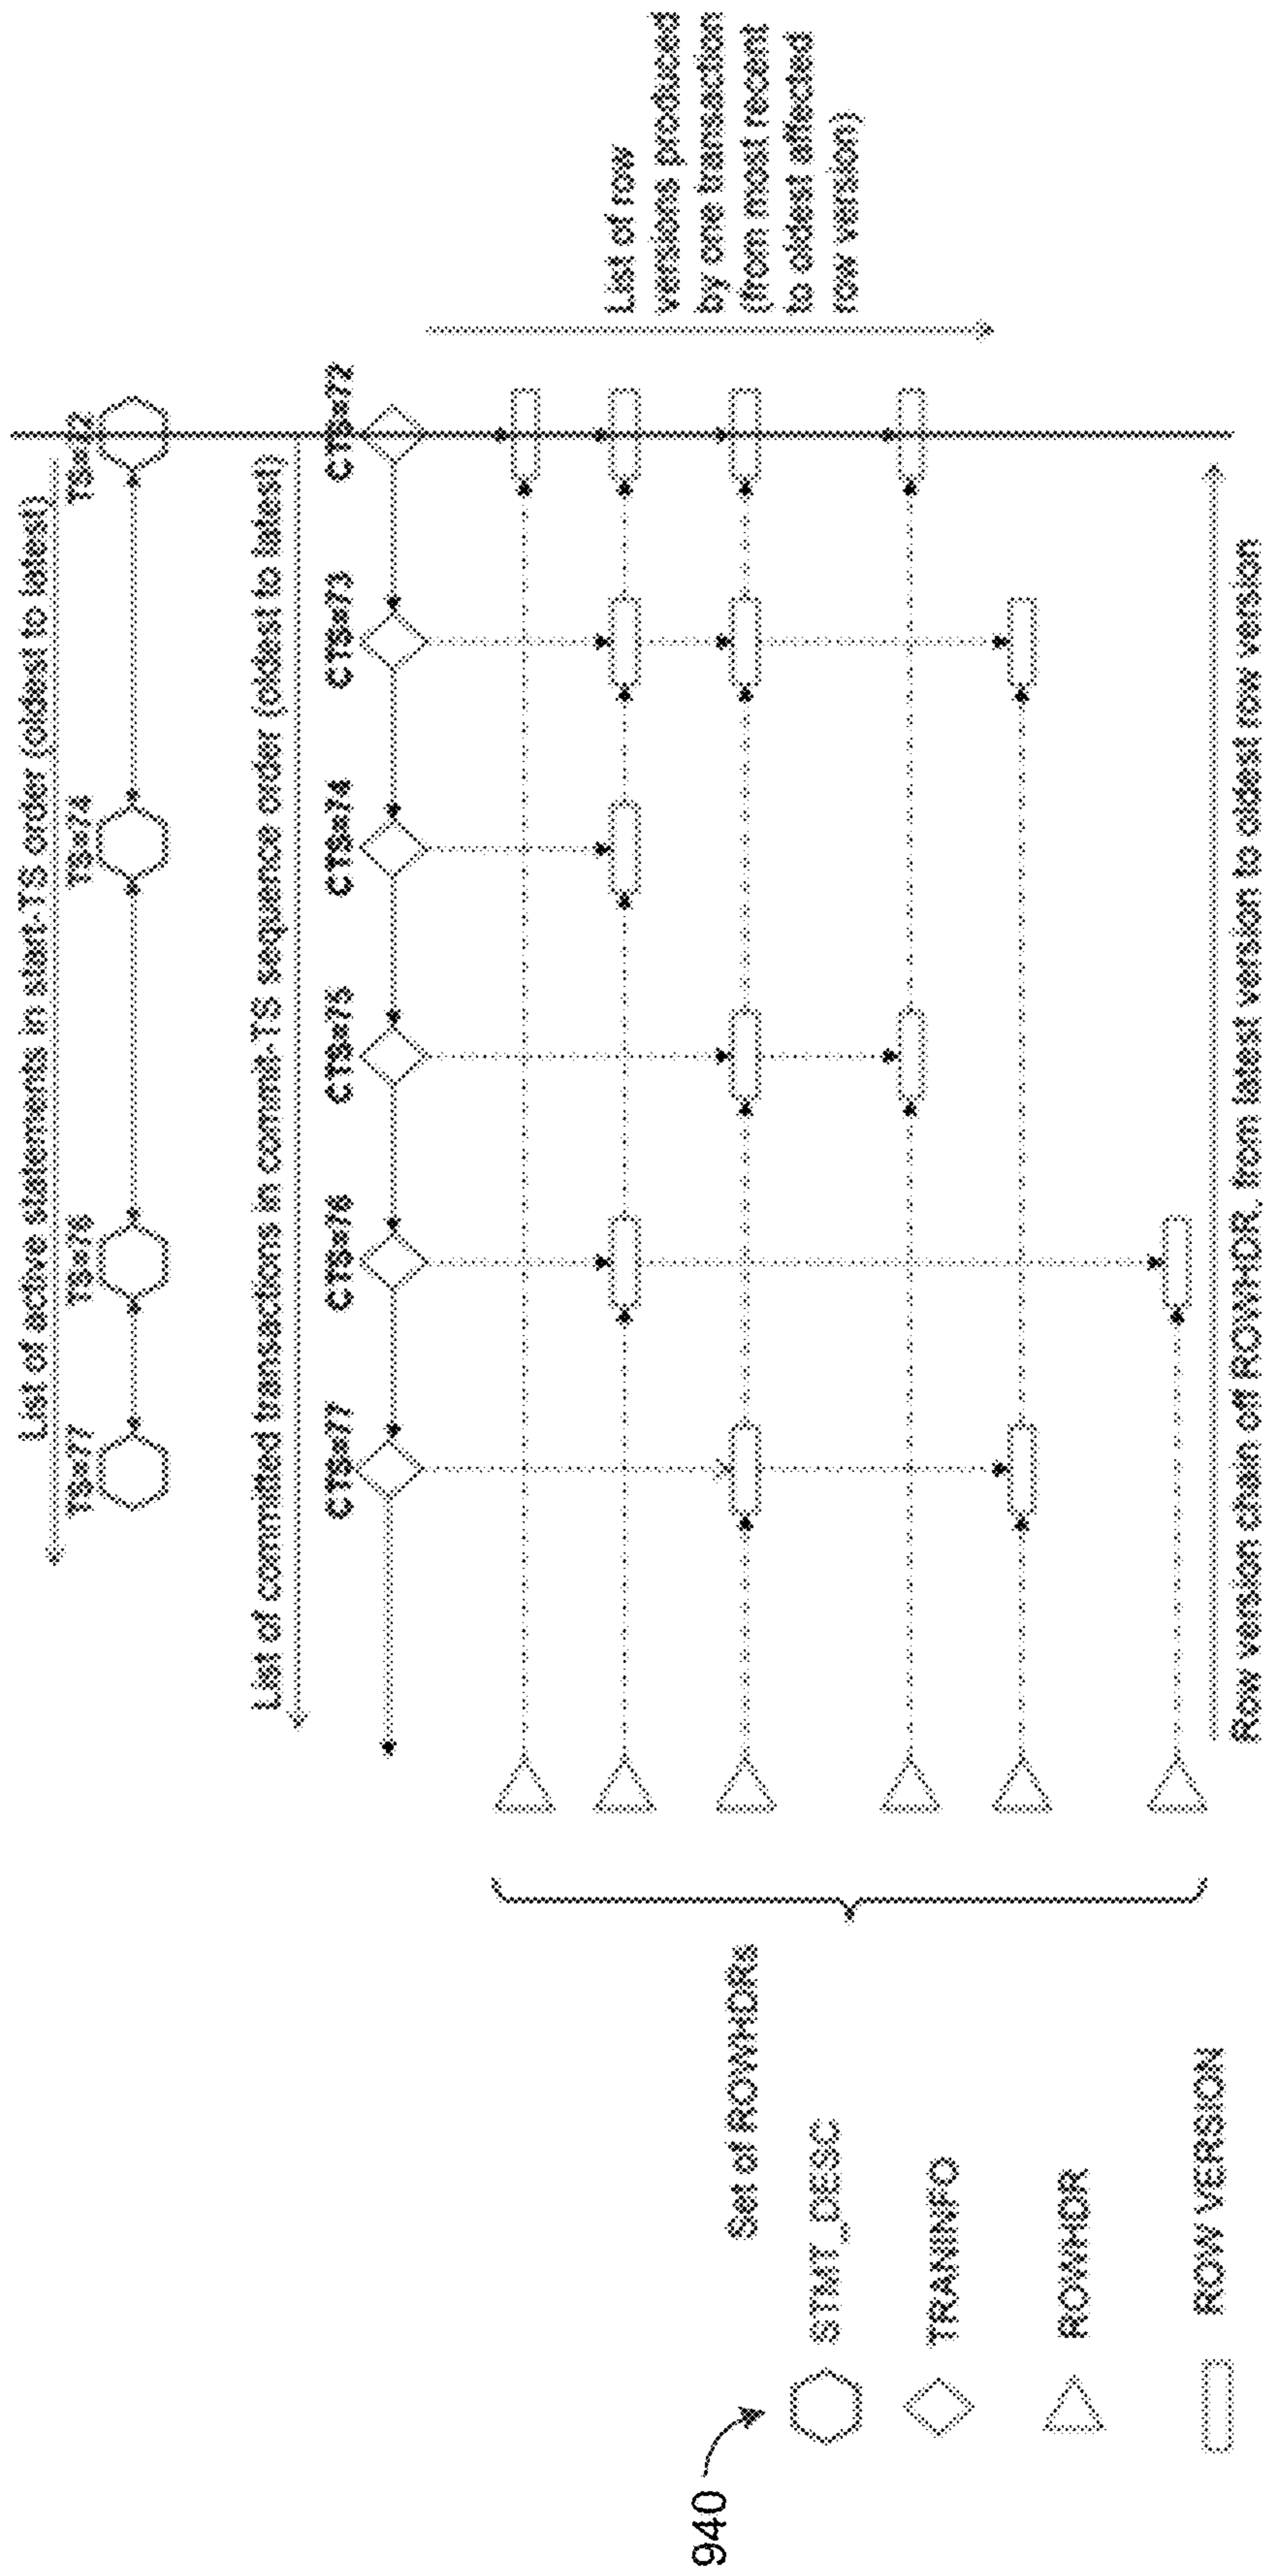 List of active statements in start-TS order (oldest to latest)
TS=77
TS=76
TS=74
TS=72
List of committed transactions in commit-TS sequence order (oldest to latest)
CTS=77
CTS=76
CTS=75
CTS=74
CTS=73
CTS=72
List of row
versions produced
by one transaction
(from most recent
to oldest affected
row version)
Set of ROWHDRs
940
STMT_DESC
TRANINFO
ROWHDR
ROW VERSION
Row version chain off ROWHDR, from latest version to oldest row version